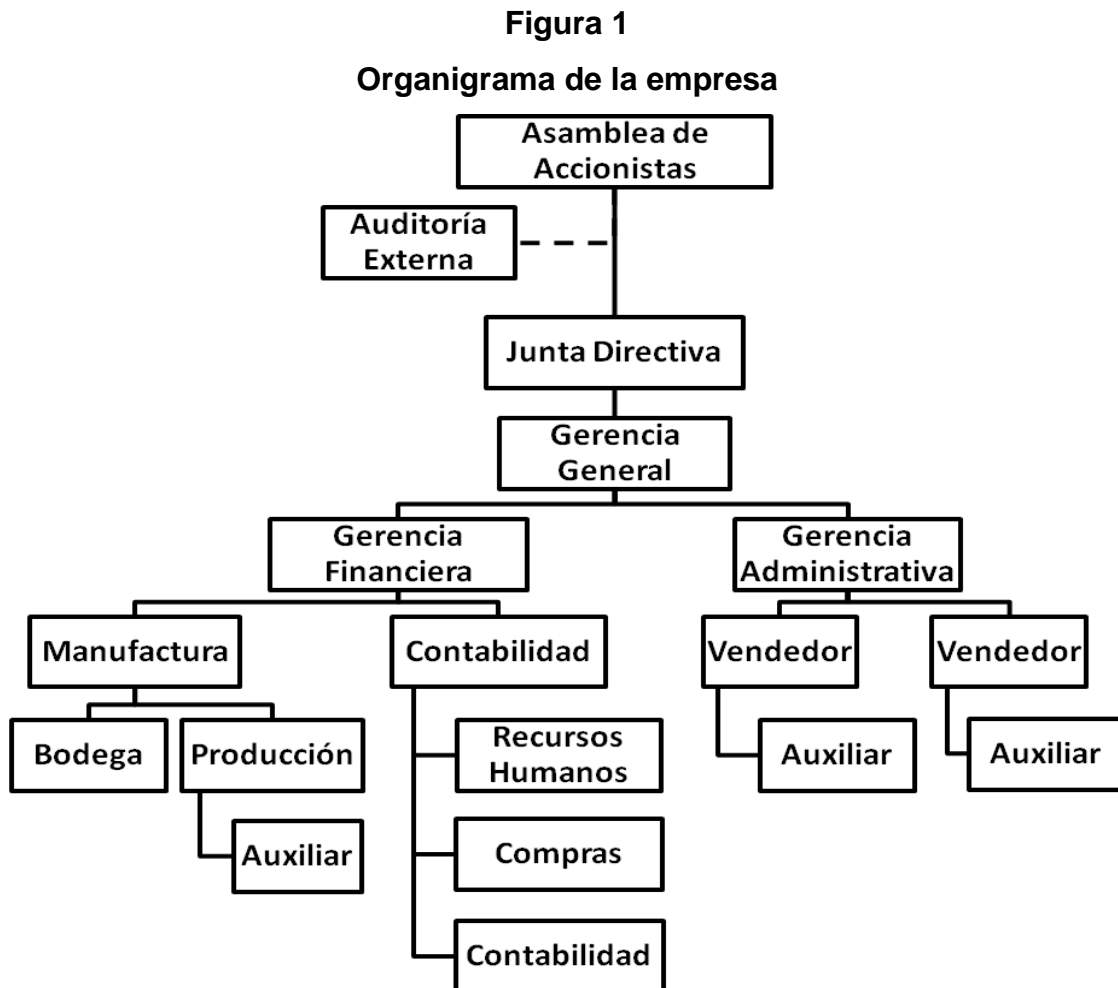 Figura 1
Organigrama de la empresa
Asamblea de
Accionistas
Auditoría
Externa
Junta Directiva
Gerencia
General
Gerencia
Financiera
Gerencia
Administrativa
Manufactura
Contabilidad
Vendedor
Vendedor
Bodega
Producción
Recursos
Humanos
Auxiliar
Auxiliar
Auxiliar
Compras
Contabilidad